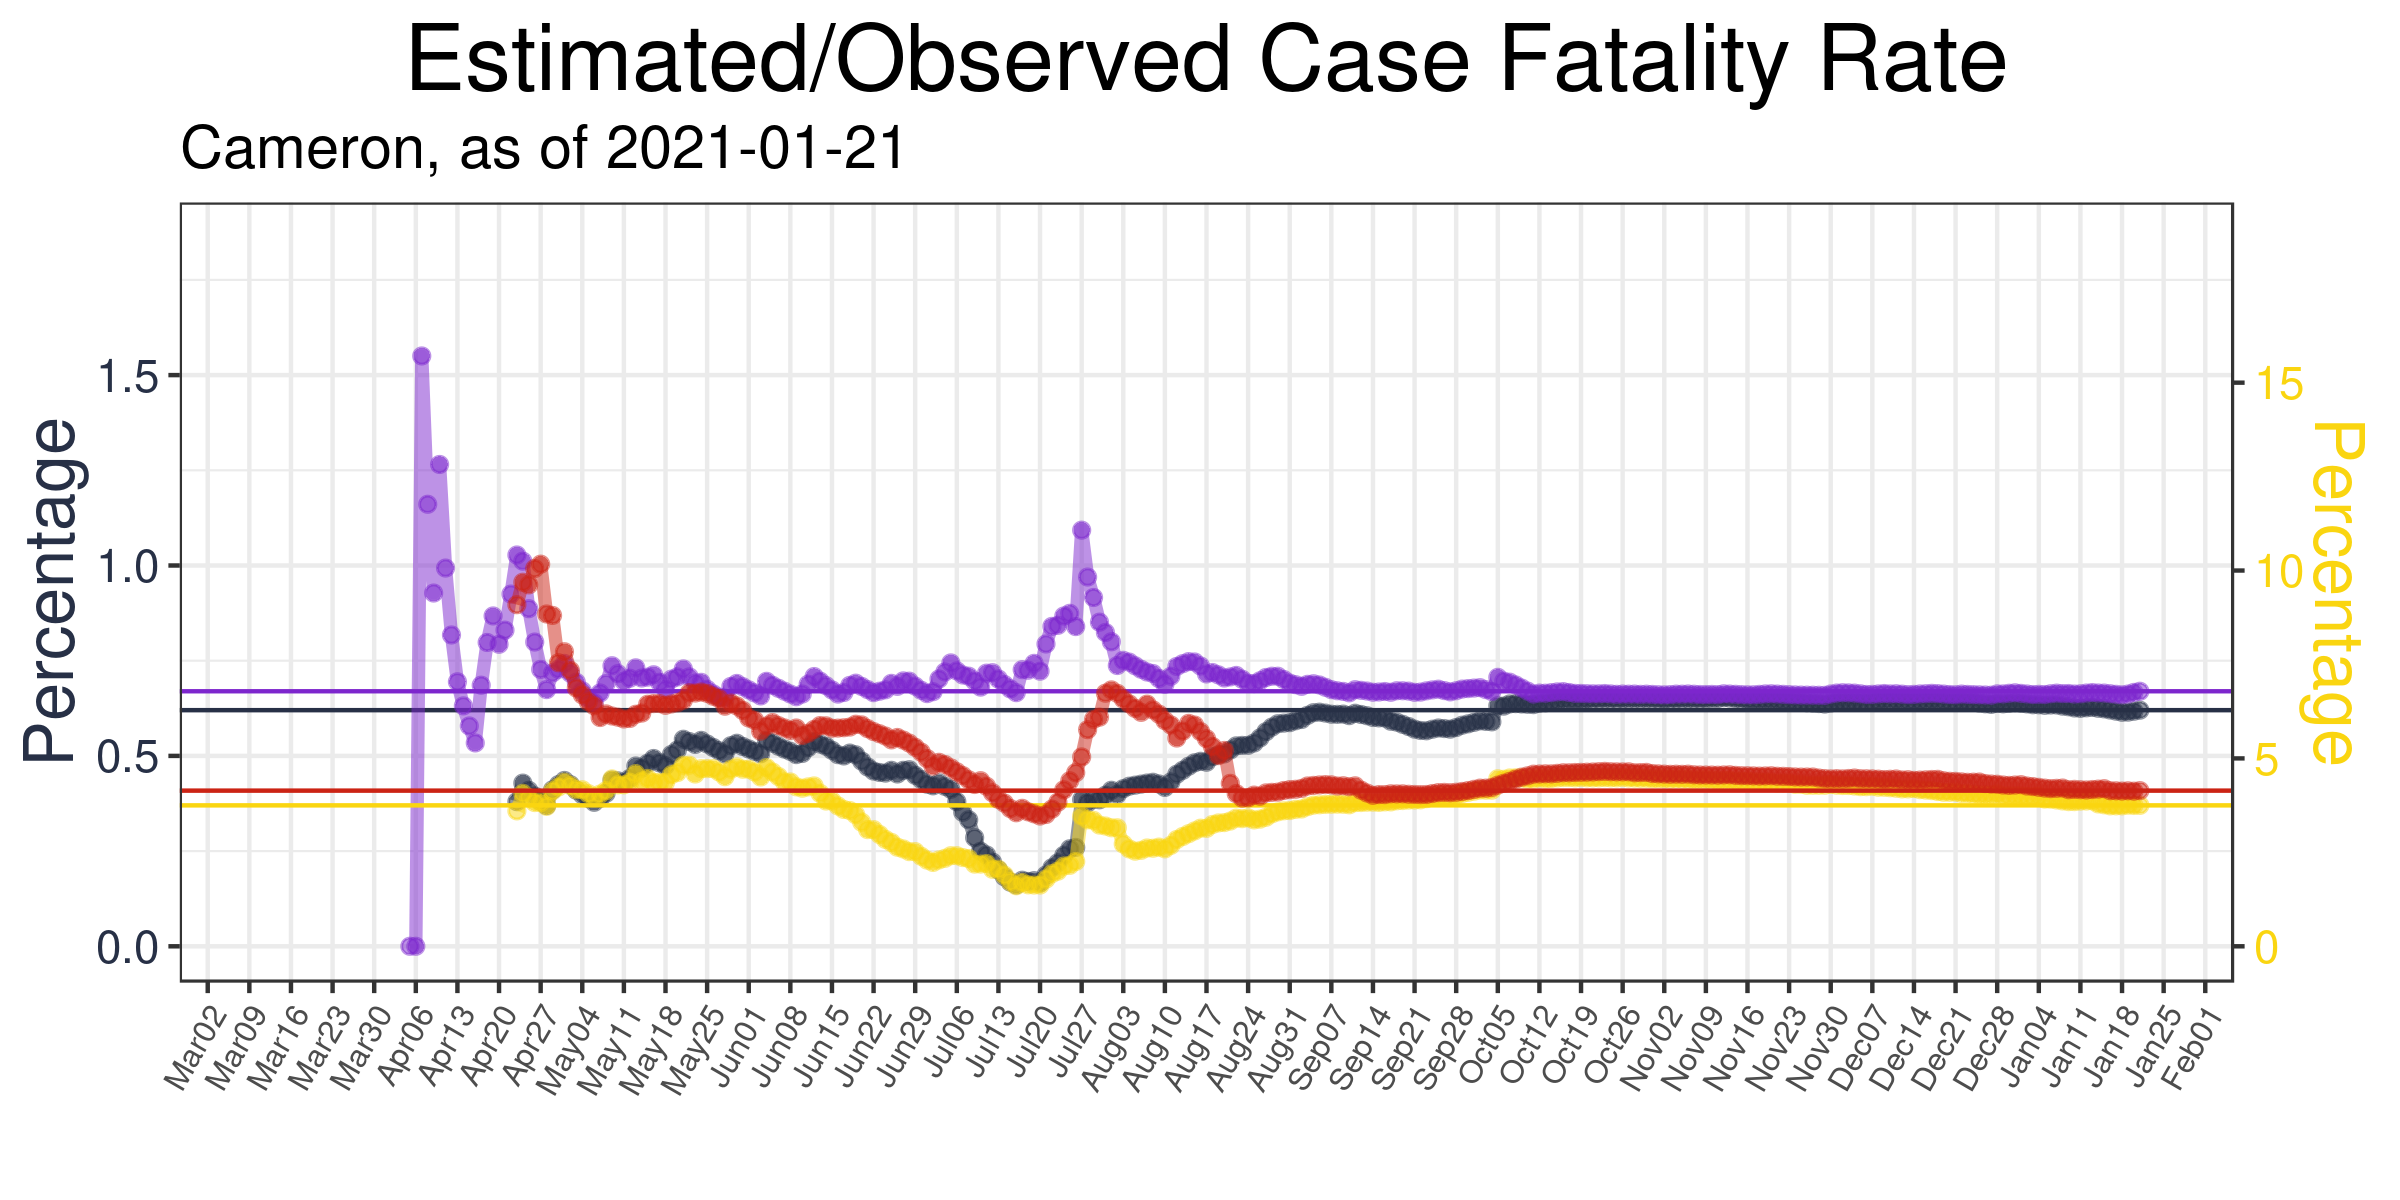 Estimated/Observed Case Fatality Rate
Cameron, as of 2021-01-21
Percentage
1.5
1.0
0.5
0.0
15
10
5
0
Percentage
Mar02 Mar09 Mar16 Mar23 Mar30 Apr06 Apr13 Apr20 Apr27 May04 May11 May18 May25 Jun01 Jun08 Jun15 Jun22 Jun29 Jul06 Jul13 Jul20 Jul27 Aug03 Aug10 Aug17 Aug24 Aug31 Sep07 Sep14 Sep21 Sep28 Oct05 Oct12 Oct19 Oct26 Nov02 Nov09 Nov16 Nov23 Nov30 Dec07 Dec14 Dec21 Dec28 Jan04 Jan11 Jan18 Jan25 Feb01